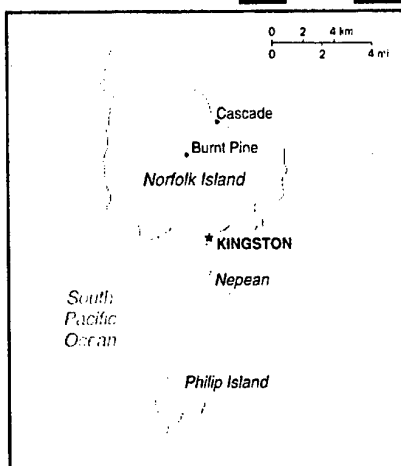 0 2 4 km
0 2 4 mi
Cascade
Burnt Pine
Norfolk Island
KINGSTON
Nepean
South
Pacific
Ocean
Philip Island